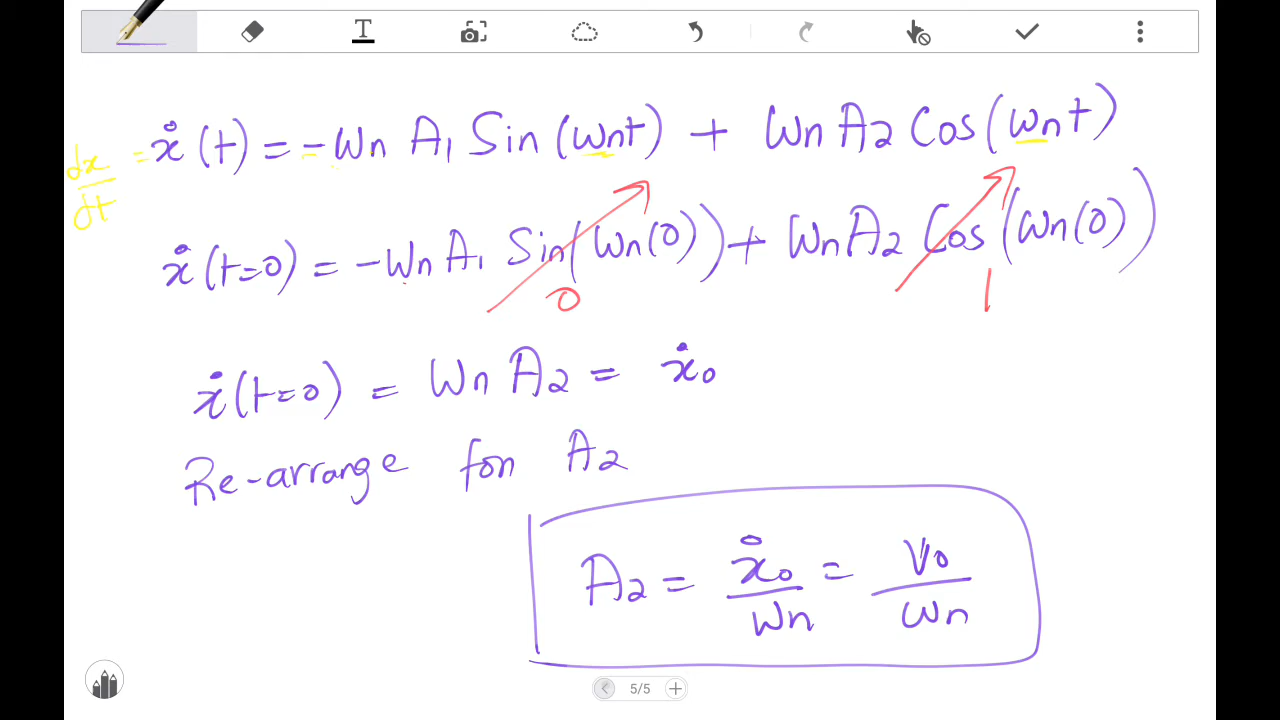 T
dx/dt = ẋ(t) = -Wn A1 Sin(wnt) + Wn A2 Cos(wnt)
ẋ(t=0) = -Wn A1 Sin(Wn(0)) + Wn A2 Cos(Wn(0))
0 1
ẋ(t=0) = Wn A2 = ẋ0
Re-arrange for A2
A2 = ẋ0/Wn = V0/Wn
5/5